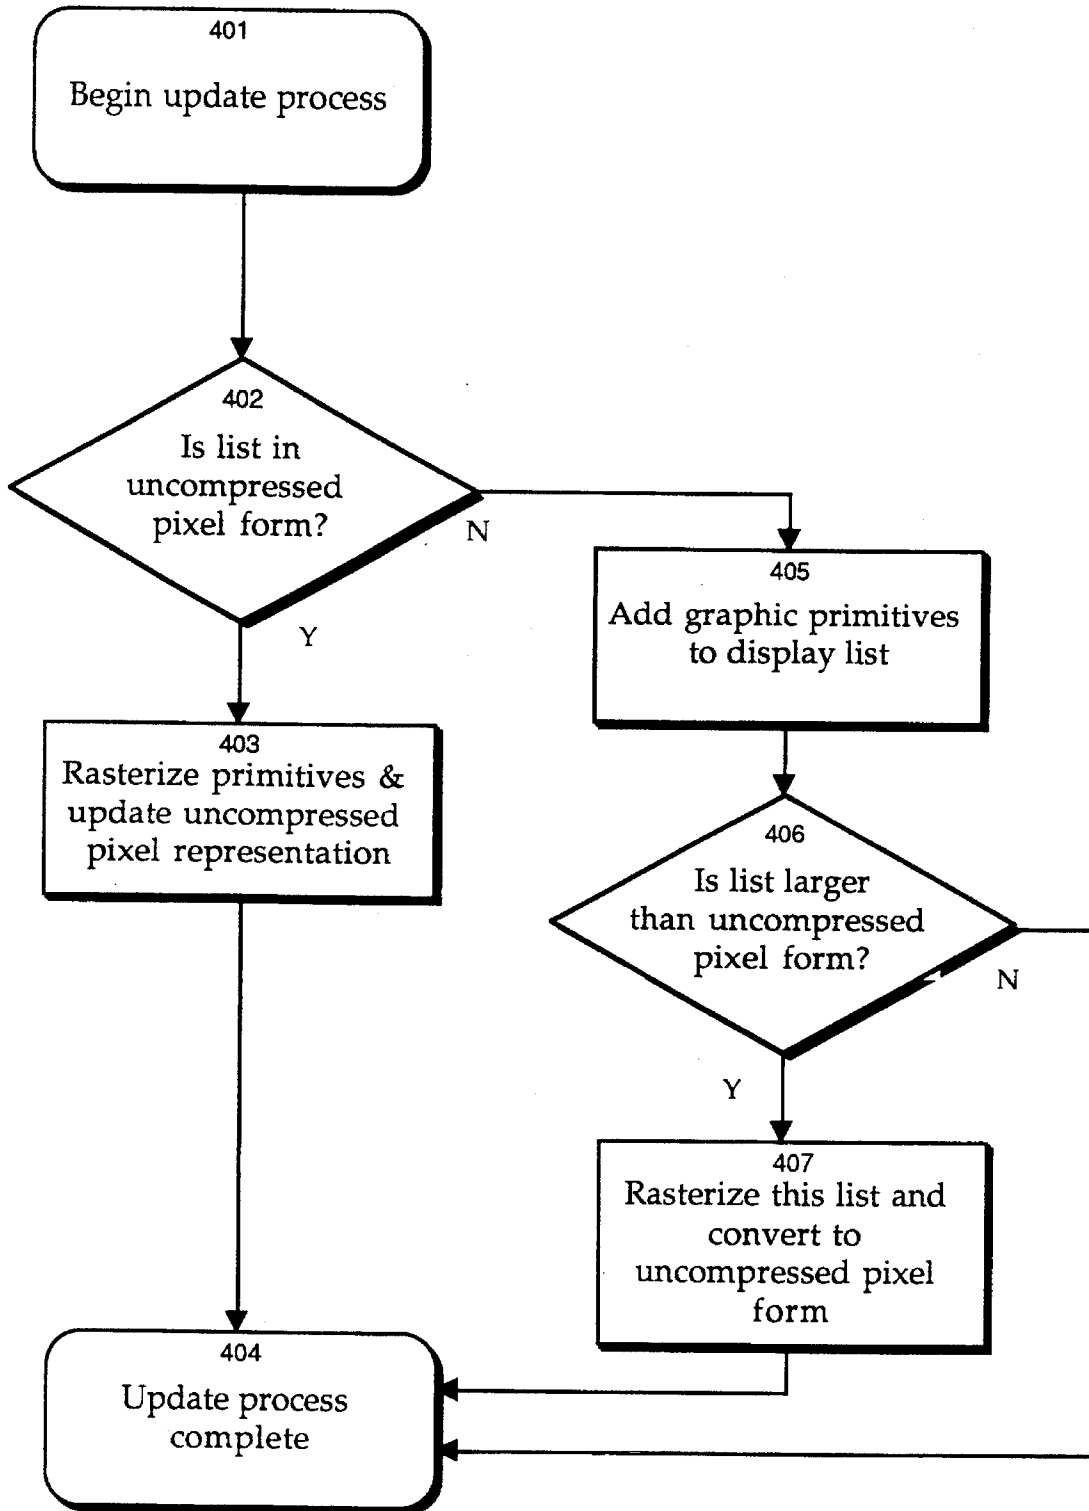 401
Begin update process
402
Is list in
uncompressed
pixel form?
N
Y
403
Rasterize primitives &
update uncompressed
pixel representation
405
Add graphic primitives
to display list
406
Is list larger
than uncompressed
pixel form?
N
Y
407
Rasterize this list and
convert to
uncompressed pixel
form
404
Update process
complete